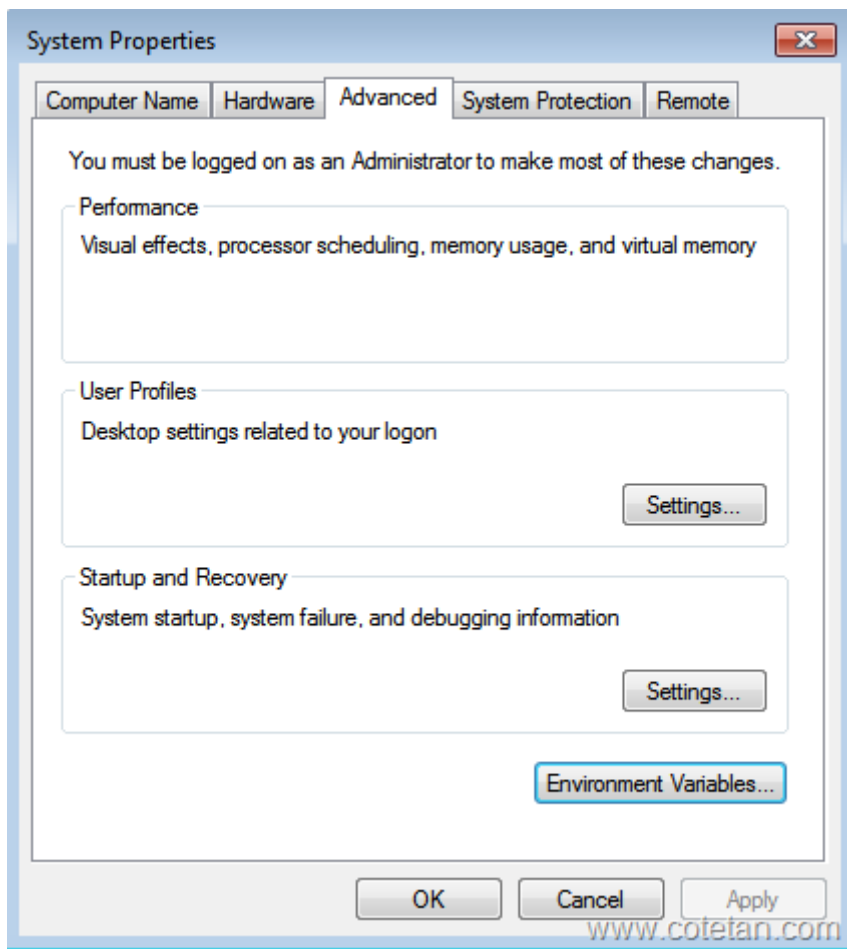 System Properties
Computer Name Hardware Advanced System Protection Remote
You must be logged on as an Administrator to make most of these changes.
Performance
Visual effects, processor scheduling, memory usage, and virtual memory
User Profiles
Desktop settings related to your logon
Settings...
Startup and Recovery
System startup, system failure, and debugging information
Settings...
Environment Variables...
OK Cancel Apply
www.cotetan.com